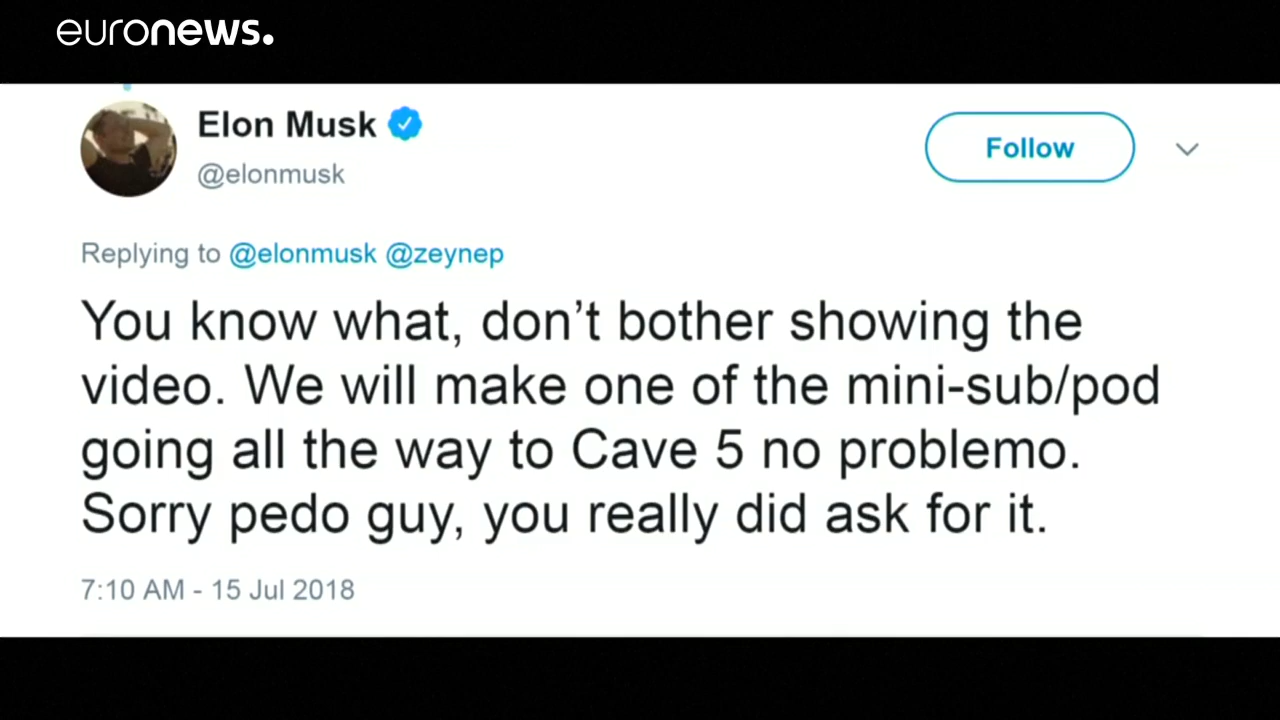 euronews.
Elon Musk
@elonmusk
Follow
Replying to @elonmusk @zeynep
You know what, don’t bother showing the
video. We will make one of the mini-sub/pod
going all the way to Cave 5 no problemo.
Sorry pedo guy, you really did ask for it.
7:10 AM - 15 Jul 2018